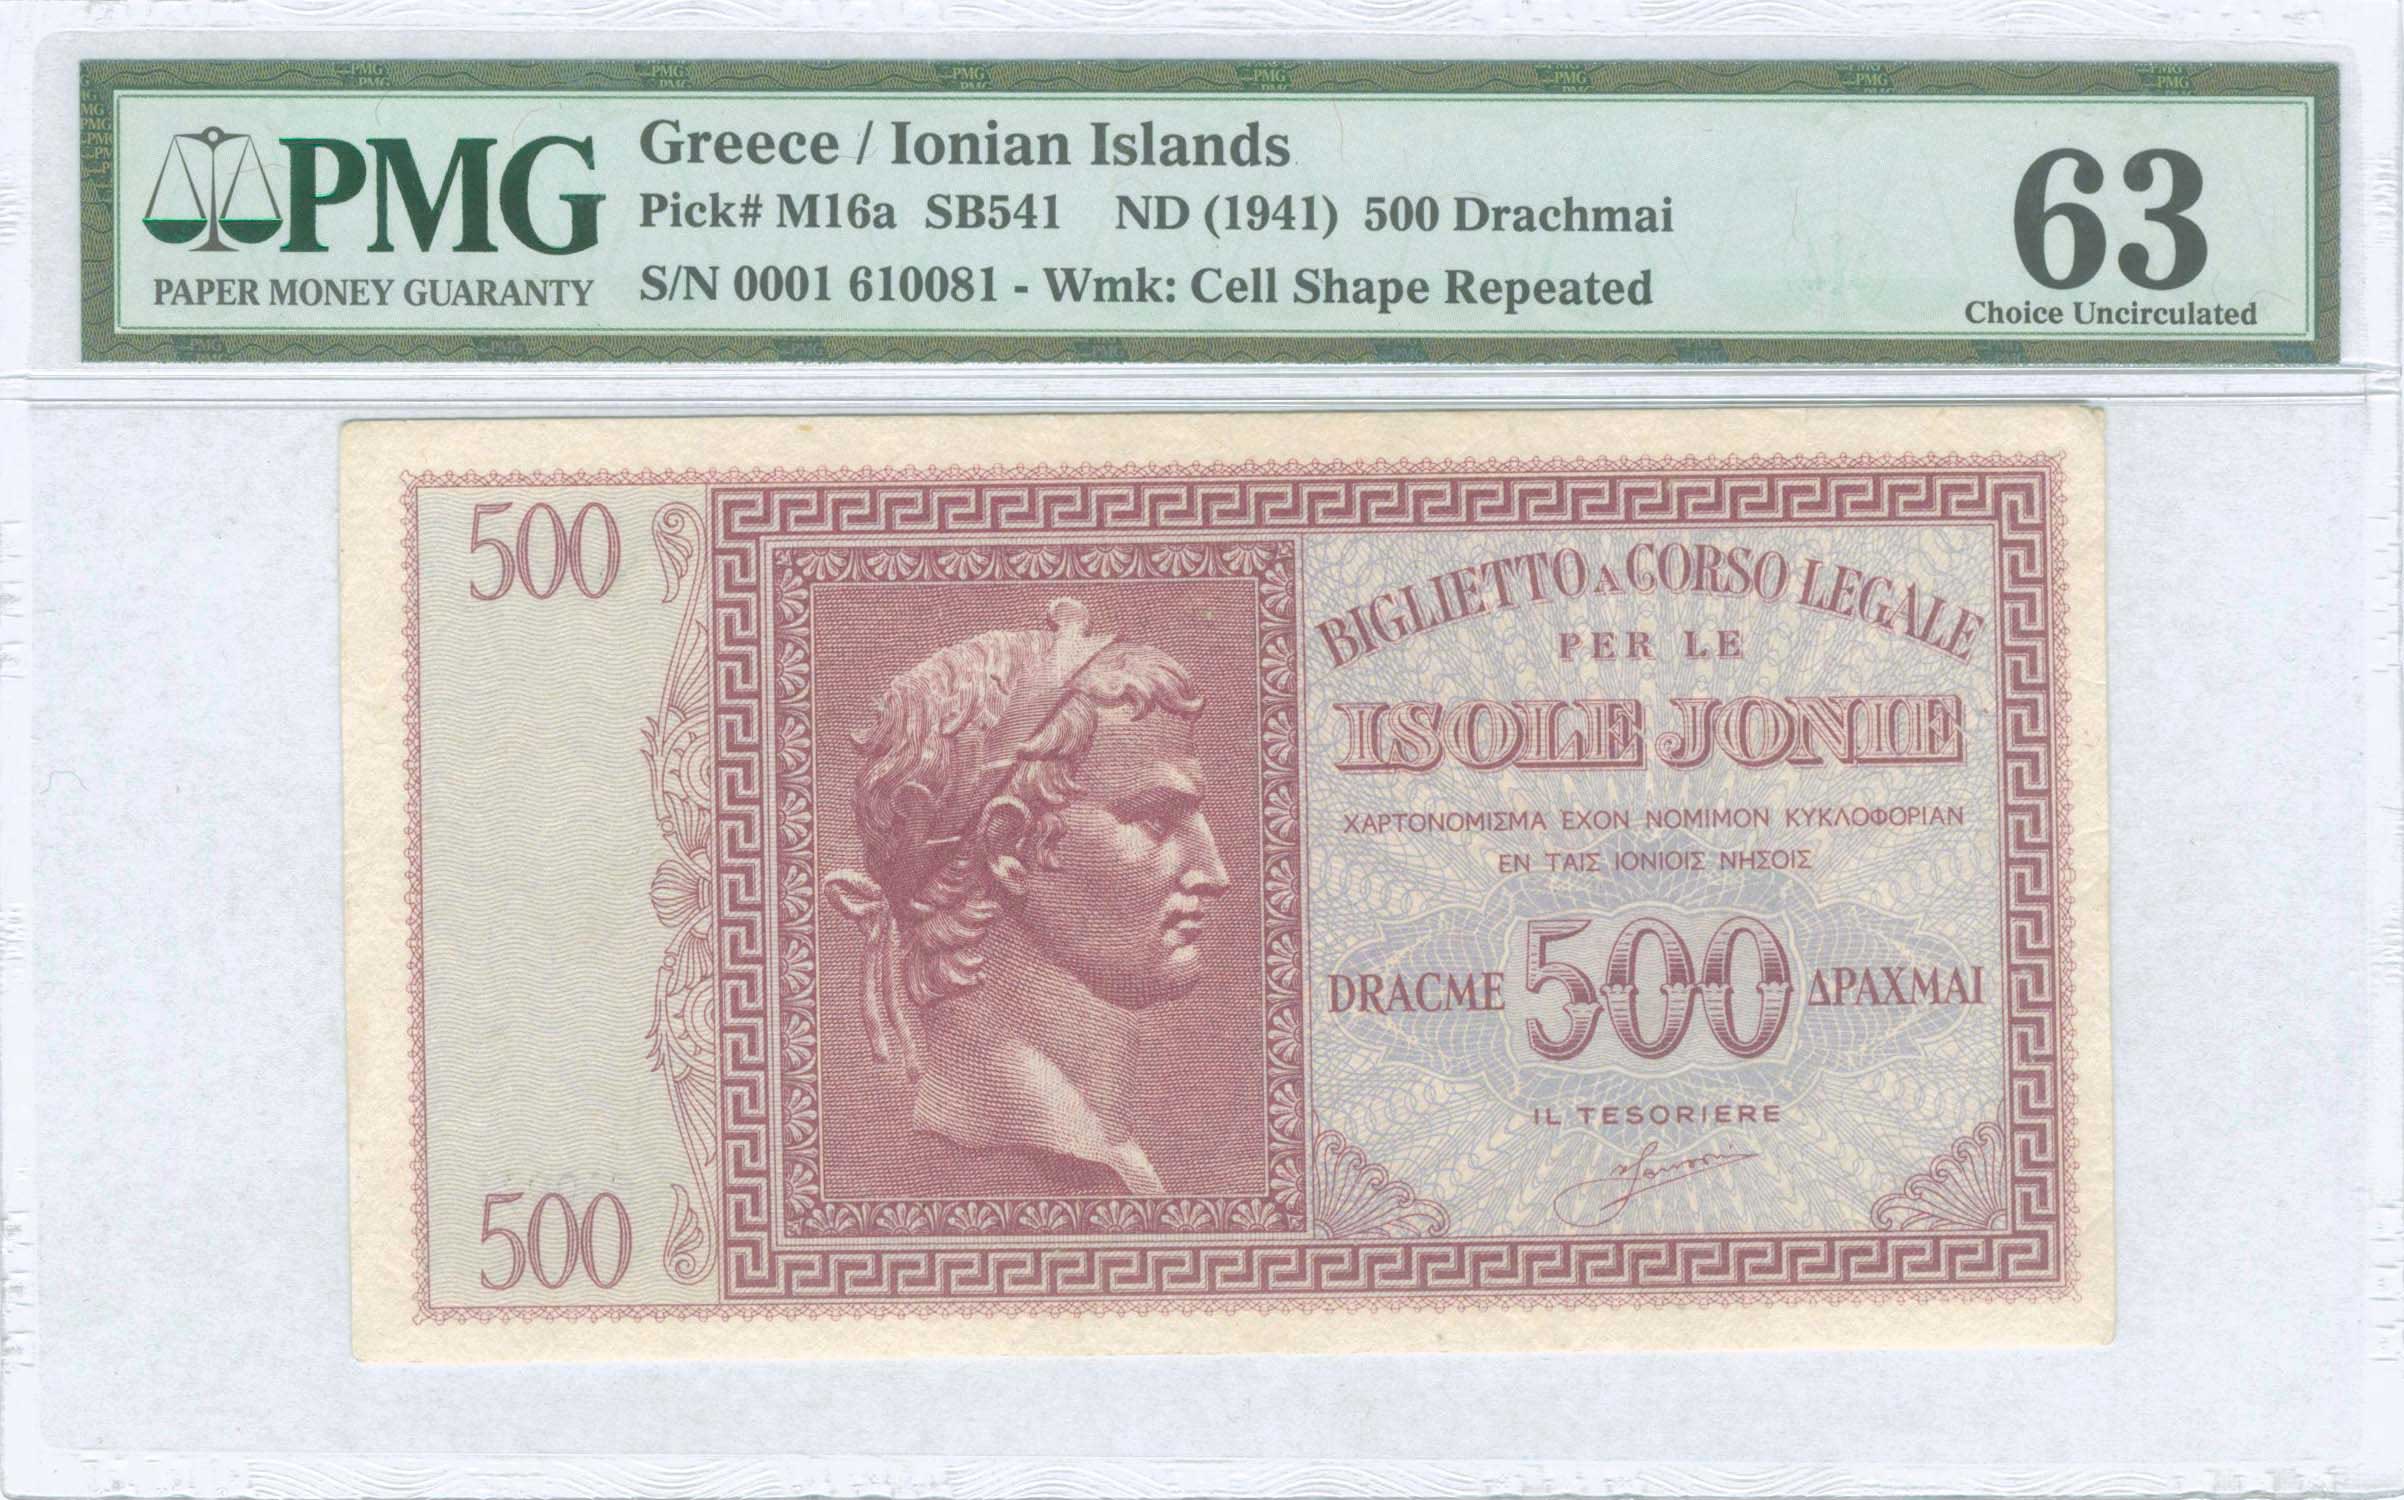 PMG
PAPER MONEY GUARANTY
Greece / Ionian Islands
Pick# M16a SB541 ND (1941) 500 Drachmai
S/N 0001 610081 - Wmk: Cell Shape Repeated
63
Choice Uncirculated
500
500
BIGLIETTO A CORSO LEGALE
PER LE
ISOLE JONIE
ΧΑΡΤΟΝΟΜΙΣΜΑ ΕΧΟΝ ΝΟΜΙΜΟΝ ΚΥΚΛΟΦΟΡΙΑΝ
ΕΝ ΤΑΙΣ ΙΟΝΙΟΙΣ ΝΗΣΟΙΣ
DRACME 500 ΔΡΑΧΜΑΙ
IL TESORIERE